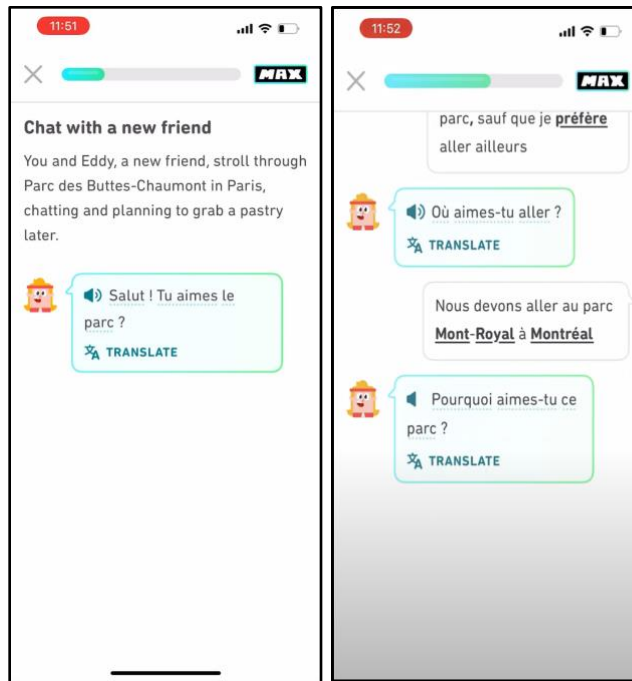 11:51
MAX
Chat with a new friend
You and Eddy, a new friend, stroll through
Parc des Buttes-Chaumont in Paris,
chatting and planning to grab a pastry
later.
Salut ! Tu aimes le
parc ?
TRANSLATE
11:52
MAX
parc, sauf que je préfère
aller ailleurs
Où aimes-tu aller ?
TRANSLATE
Nous devons aller au parc
Mont-Royal à Montréal
Pourquoi aimes-tu ce
parc ?
TRANSLATE